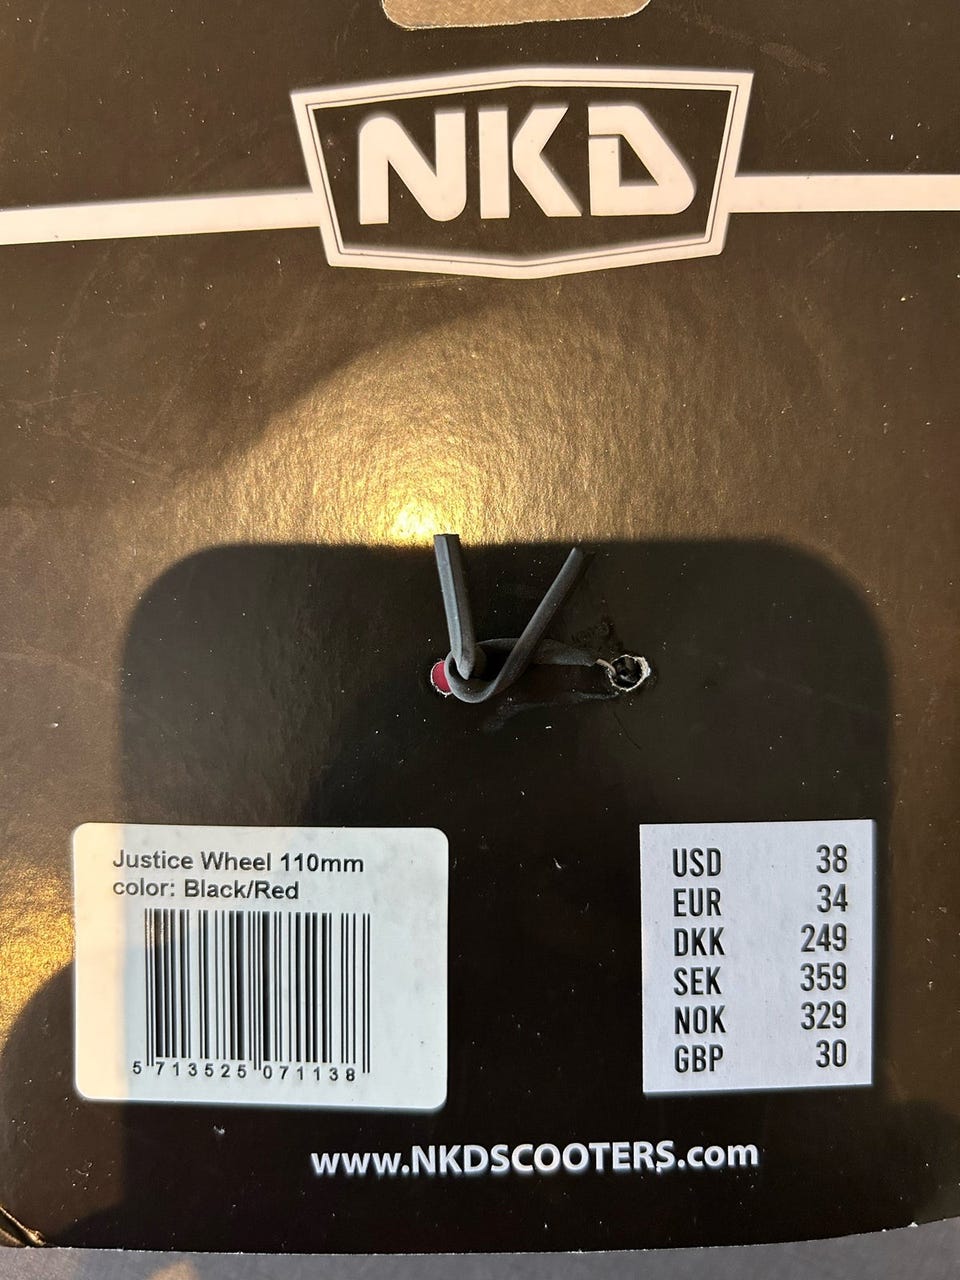 NKD
Justice Wheel 110mm
color: Black/Red
5 713525 071138
USD 38
EUR 34
DKK 249
SEK 359
NOK 329
GBP 30
www.NKDSCOOTERS.com